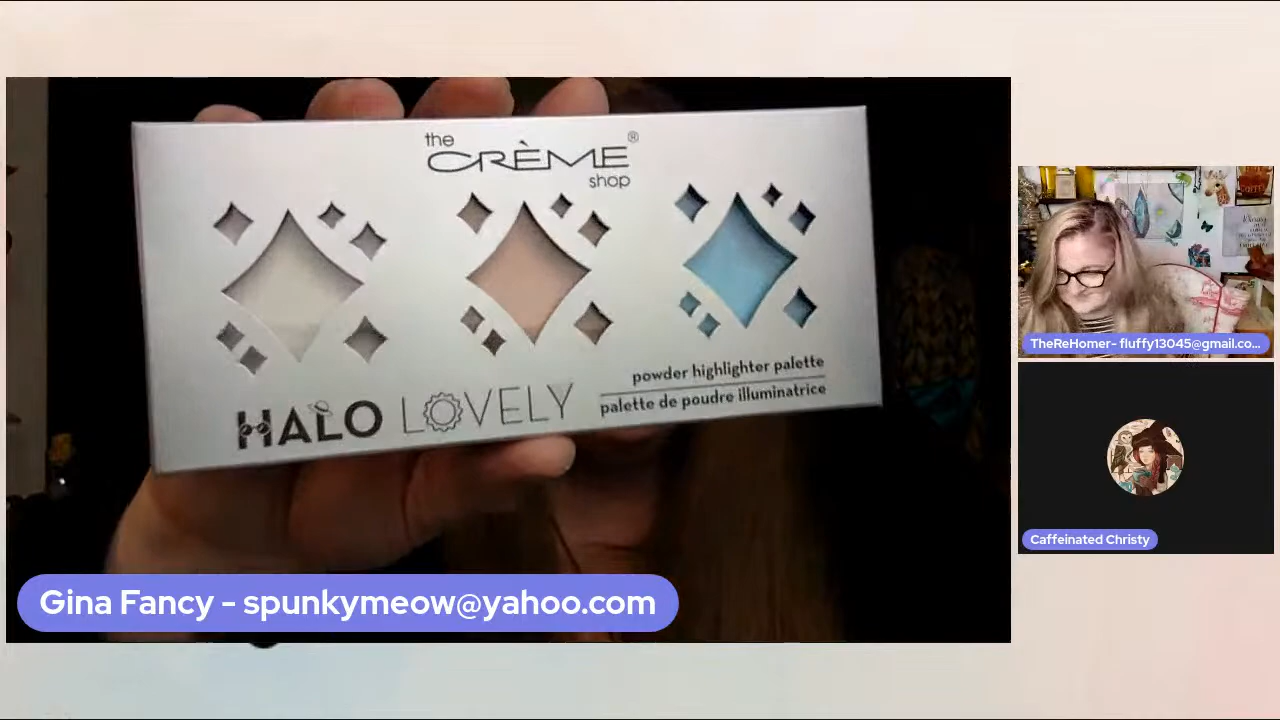 the
CRÈME®
shop
HALO LOVELY
powder highlighter palette
palette de poudre illuminatrice
Gina Fancy - spunkymeow@yahoo.com
TheReHomer- fluffy13045@gmail.co...
Caffeinated Christy